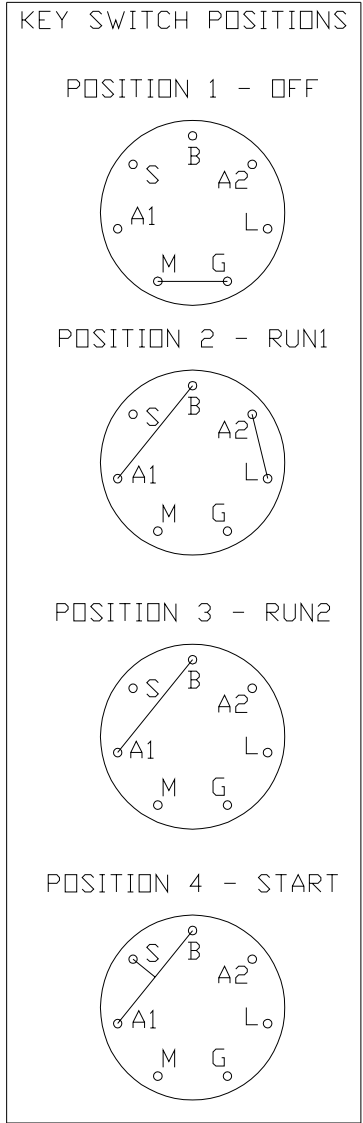 KEY SWITCH POSITIONS
POSITION 1 - OFF
B
S A2
A1 L
M G
POSITION 2 - RUN1
B
S A2
A1 L
M G
POSITION 3 - RUN2
B
S A2
A1 L
M G
POSITION 4 - START
B
S A2
A1 L
M G